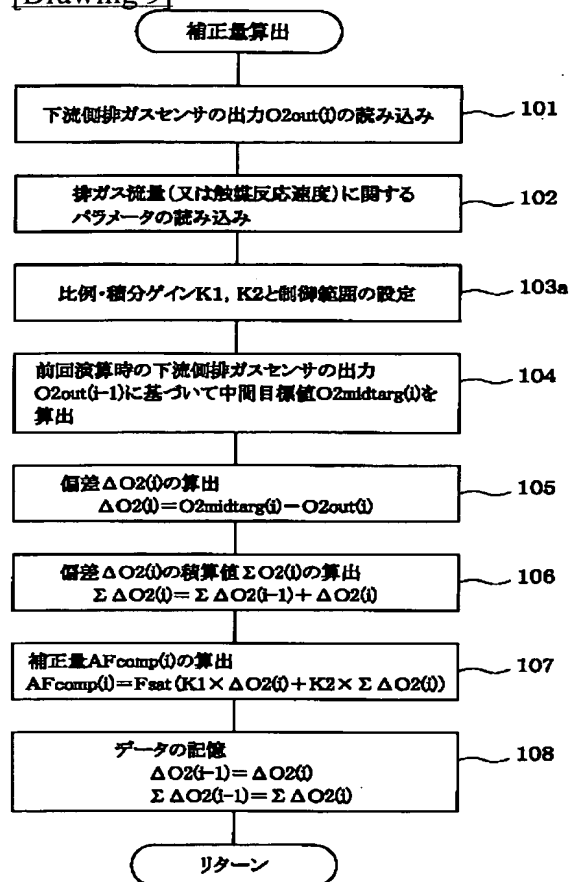 [Drawing 9]
補正量算出
下流側排ガスセンサの出力O2out(i)の読み込み
101
排ガス流量(又は触媒反応速度)に関する
パラメータの読み込み
102
比例・積分ゲインK1, K2と制御範囲の設定
103a
前回演算時の下流側排ガスセンサの出力
O2out(i-1)に基づいて中間目標値O2midtarg(i)を
算出
104
偏差ΔO2(i)の算出
ΔO2(i)=O2midtarg(i)-O2out(i)
105
偏差ΔO2(i)の積算値ΣO2(i)の算出
ΣΔO2(i)=ΣΔO2(i-1)+ΔO2(i)
106
補正量AFcomp(i)の算出
AFcomp(i)=Fsat(K1×ΔO2(i)+K2×ΣΔO2(i))
107
データの記憶
ΔO2(i-1)=ΔO2(i)
ΣΔO2(i-1)=ΣΔO2(i)
108
リターン